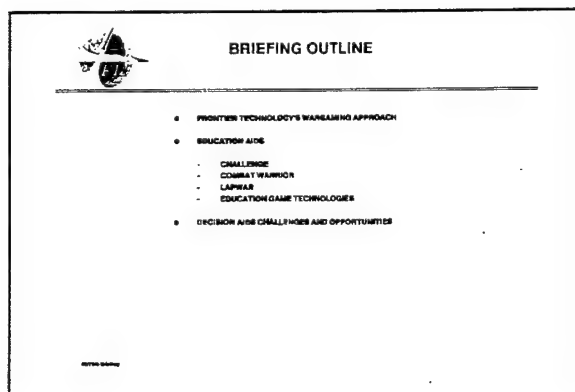 BRIEFING OUTLINE
FRONTIER TECHNOLOGY'S WARGAMING APPROACH
EDUCATION AIDS
- CHALLENGE
- COMBAT WARRIOR
- LAPWAR
- EDUCATION GAME TECHNOLOGIES
DECISION AIDS CHALLENGES AND OPPORTUNITIES